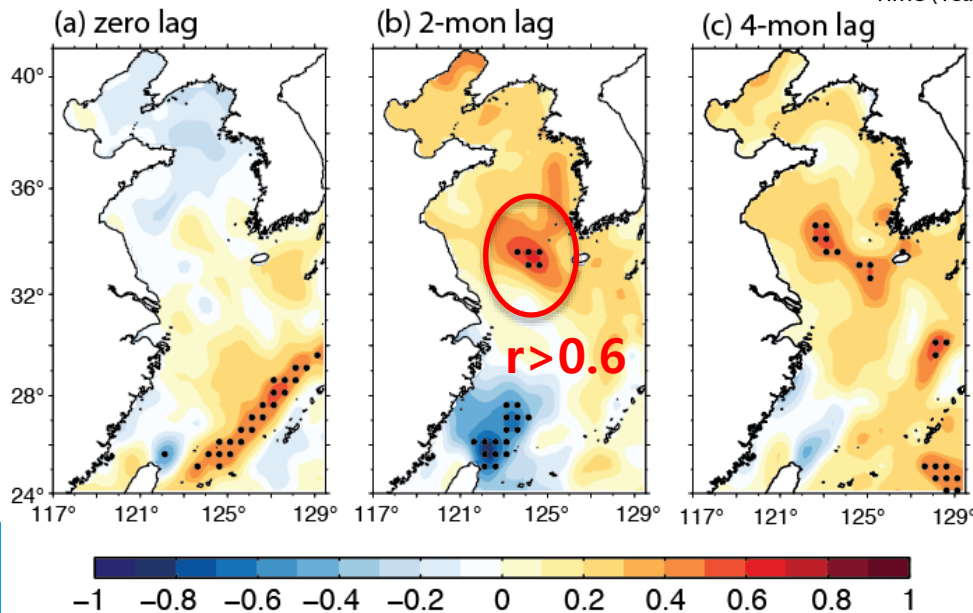 Time (Yea
(a) zero lag
(b) 2-mon lag
(c) 4-mon lag
40°
36°
32°
28°
24°
r>0.6
117° 121° 125° 129°
117° 121° 125° 129°
117° 121° 125° 129°
−1 −0.8 −0.6 −0.4 −0.2 0 0.2 0.4 0.6 0.8 1